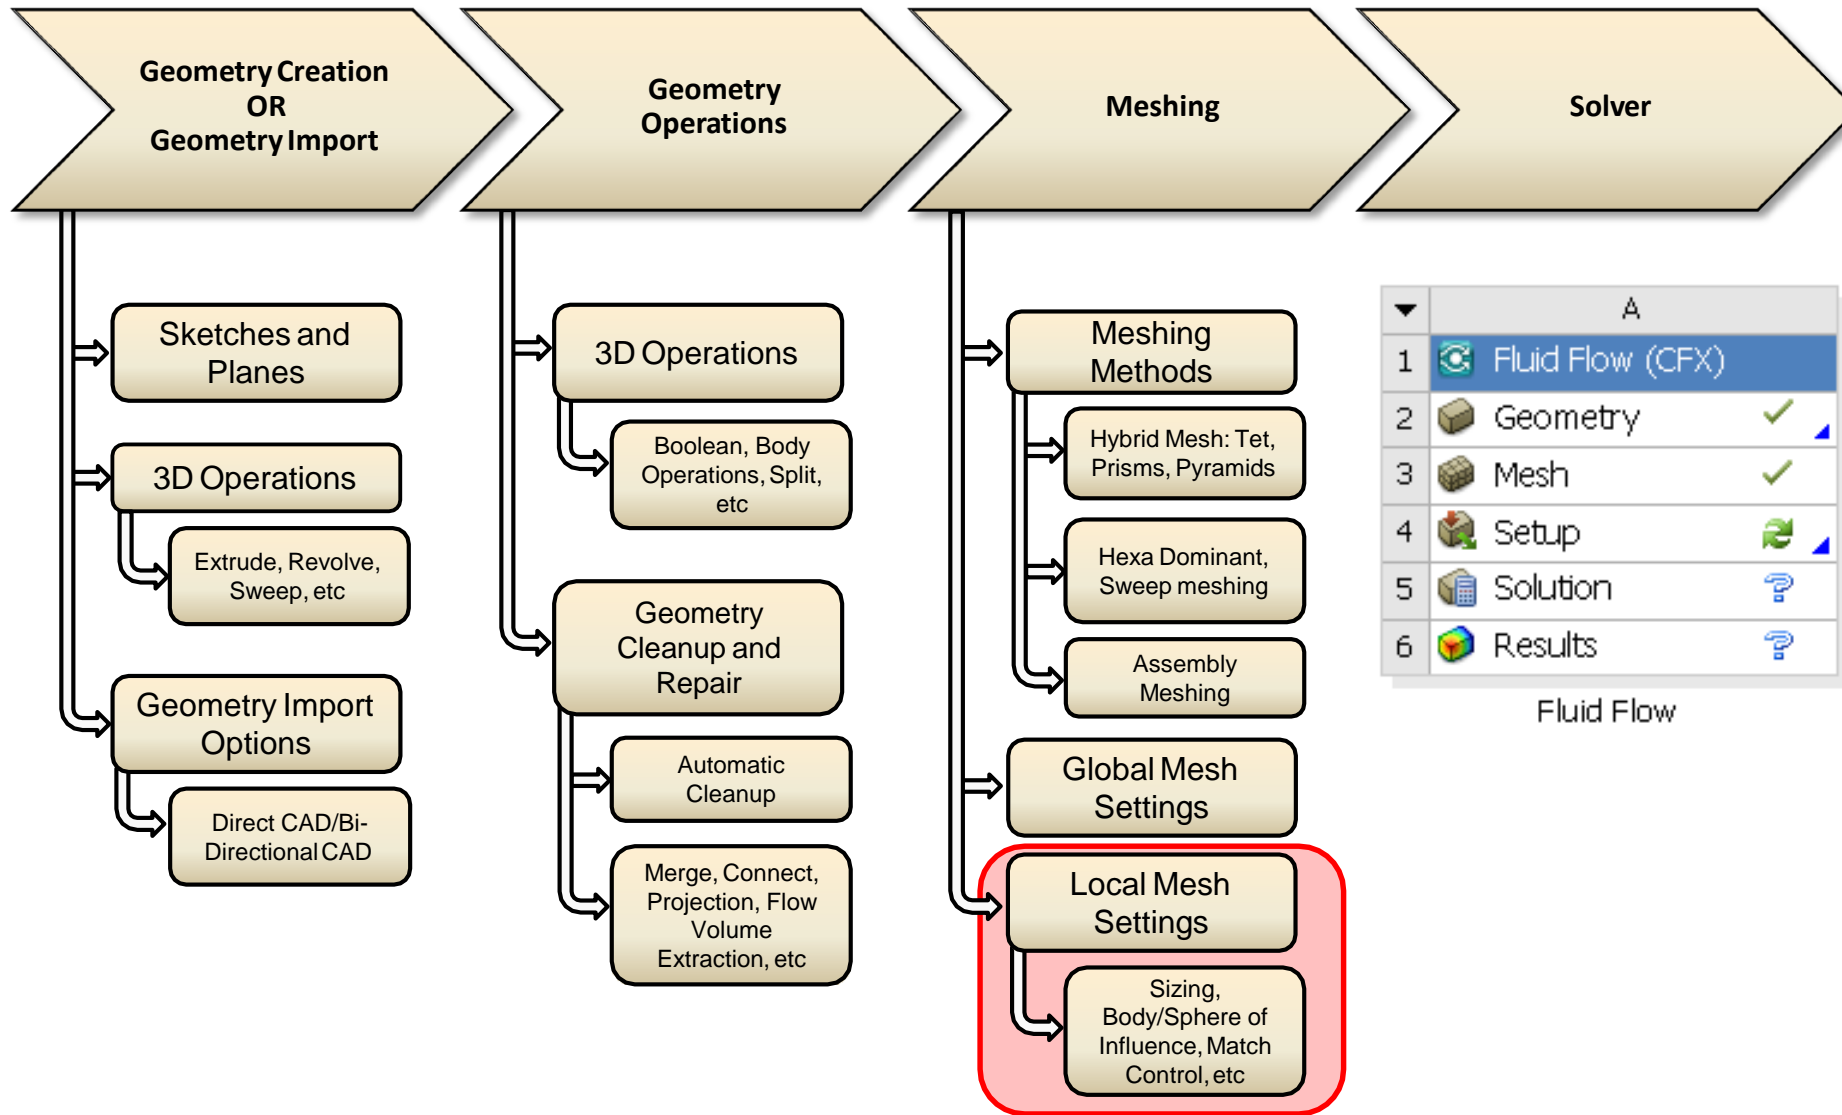 Geometry Creation
OR
Geometry Import
Geometry
Operations
Meshing
Solver
Sketches and
Planes
3D Operations
Extrude, Revolve,
Sweep, etc
Geometry Import
Options
Direct CAD/Bi-
Directional CAD
3D Operations
Boolean, Body
Operations, Split,
etc
Geometry
Cleanup and
Repair
Automatic
Cleanup
Merge, Connect,
Projection, Flow
Volume
Extraction, etc
Meshing
Methods
Hybrid Mesh: Tet,
Prisms, Pyramids
Hexa Dominant,
Sweep meshing
Assembly
Meshing
Global Mesh
Settings
Local Mesh
Settings
Sizing,
Body/Sphere of
Influence, Match
Control, etc
A
1 Fluid Flow (CFX)
2 Geometry
3 Mesh
4 Setup
5 Solution ?
6 Results ?
Fluid Flow